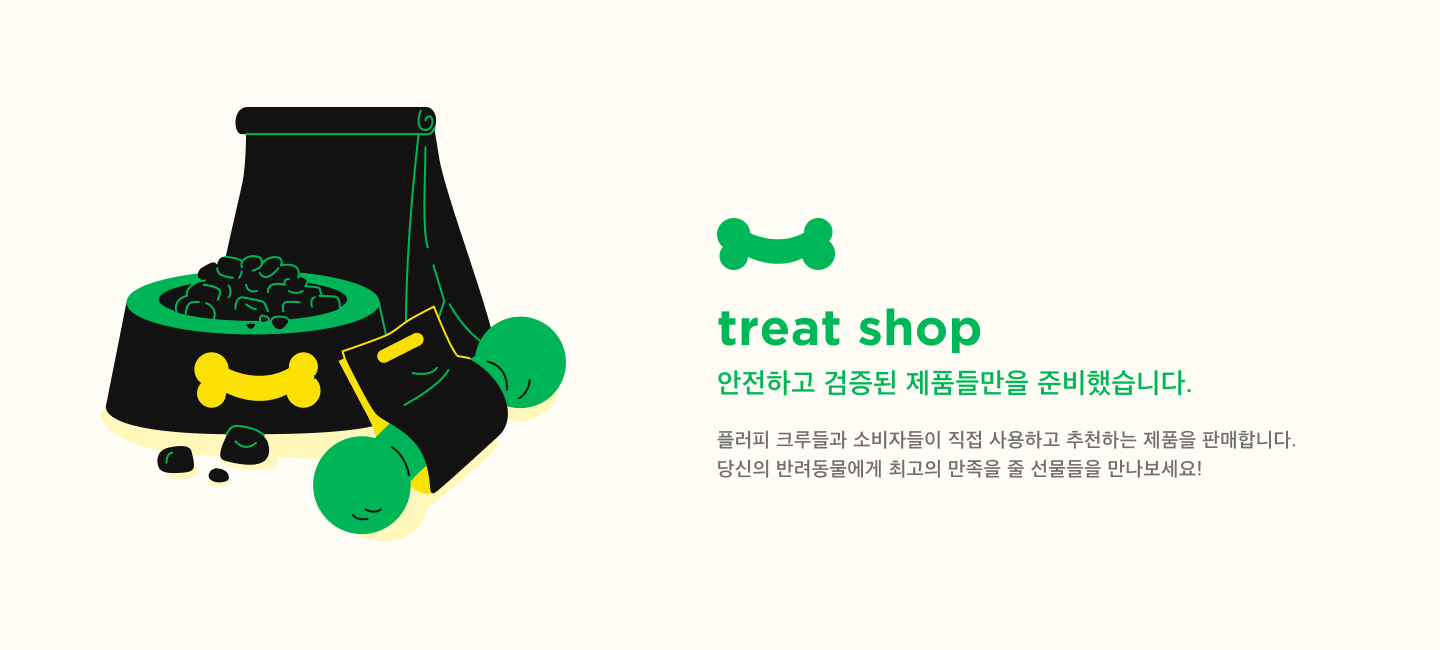 treat shop
안전하고 검증된 제품들만을 준비했습니다.
플러피 크루들과 소비자들이 직접 사용하고 추천하는 제품을 판매합니다.
당신의 반려동물에게 최고의 만족을 줄 선물들을 만나보세요!